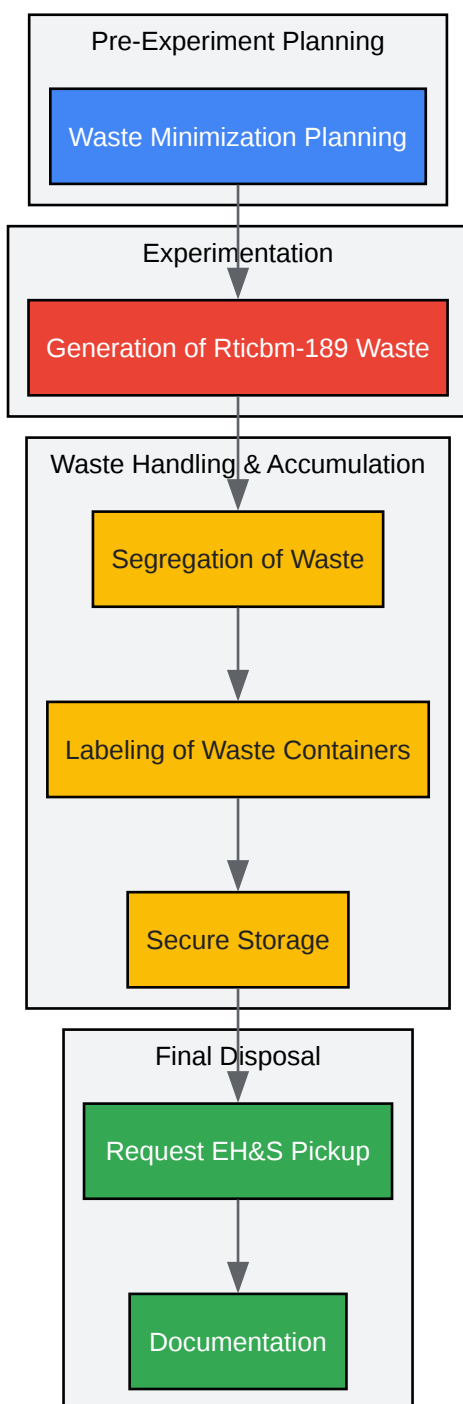 Pre-Experiment Planning
Waste Minimization Planning
Experimentation
Generation of Rticbm-189 Waste
Waste Handling & Accumulation
Segregation of Waste
Labeling of Waste Containers
Secure Storage
Final Disposal
Request EH&S Pickup
Documentation